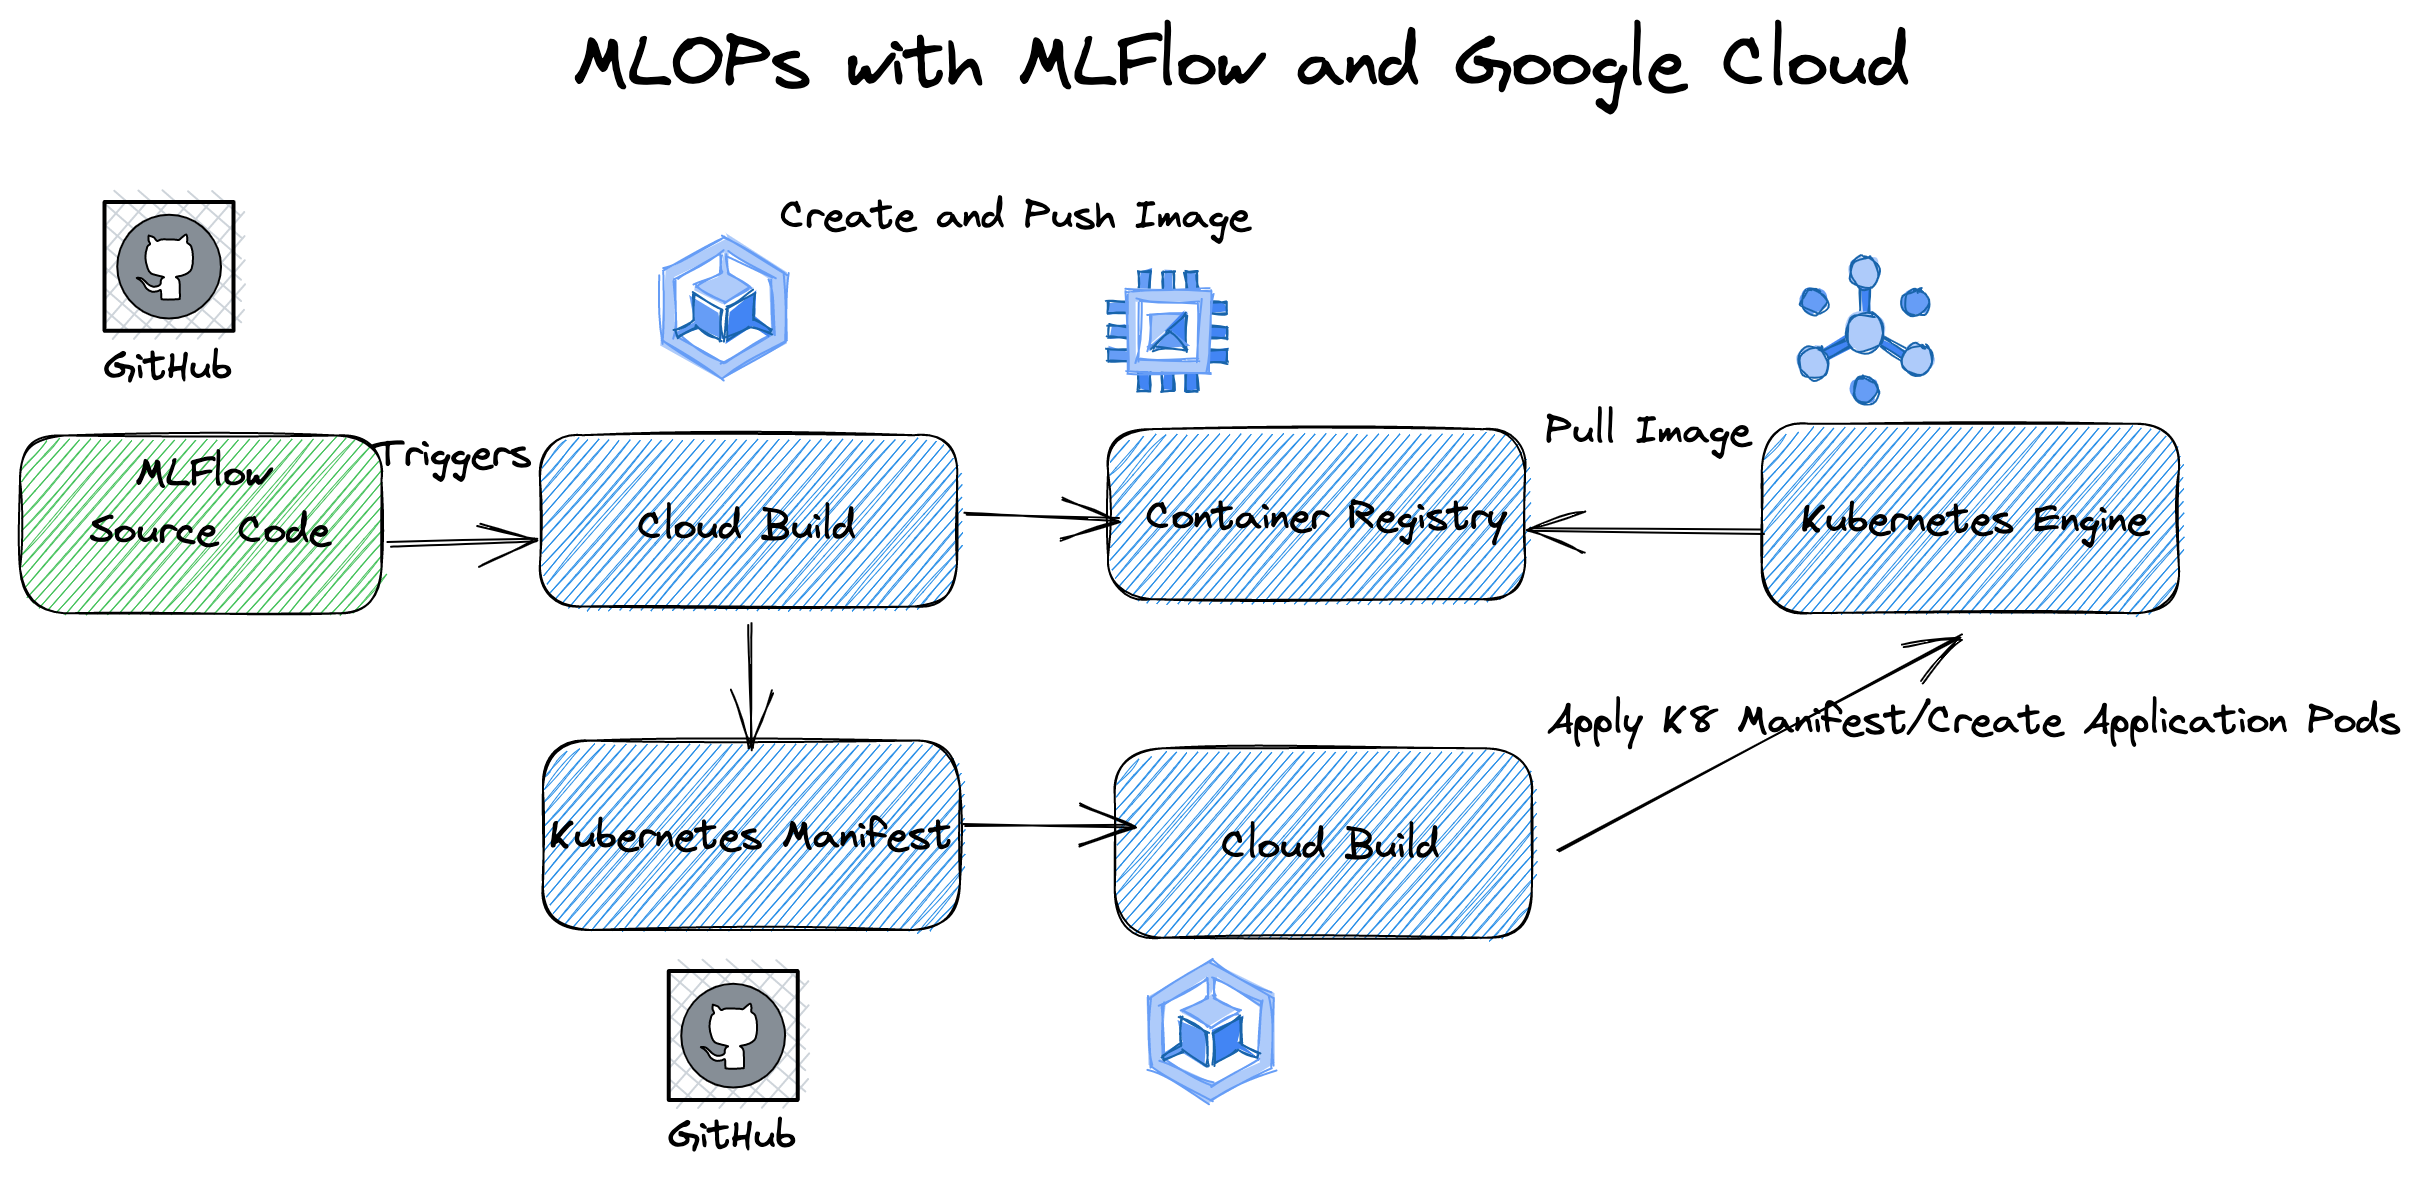 MLOPs with MLFlow and Google Cloud
Create and Push Image
GitHub
Triggers
Pull Image
MLFlow
Source Code
Cloud Build
Container Registry
Kubernetes Engine
Apply K8 Manifest/Create Application Pods
Kubernetes Manifest
Cloud Build
GitHub